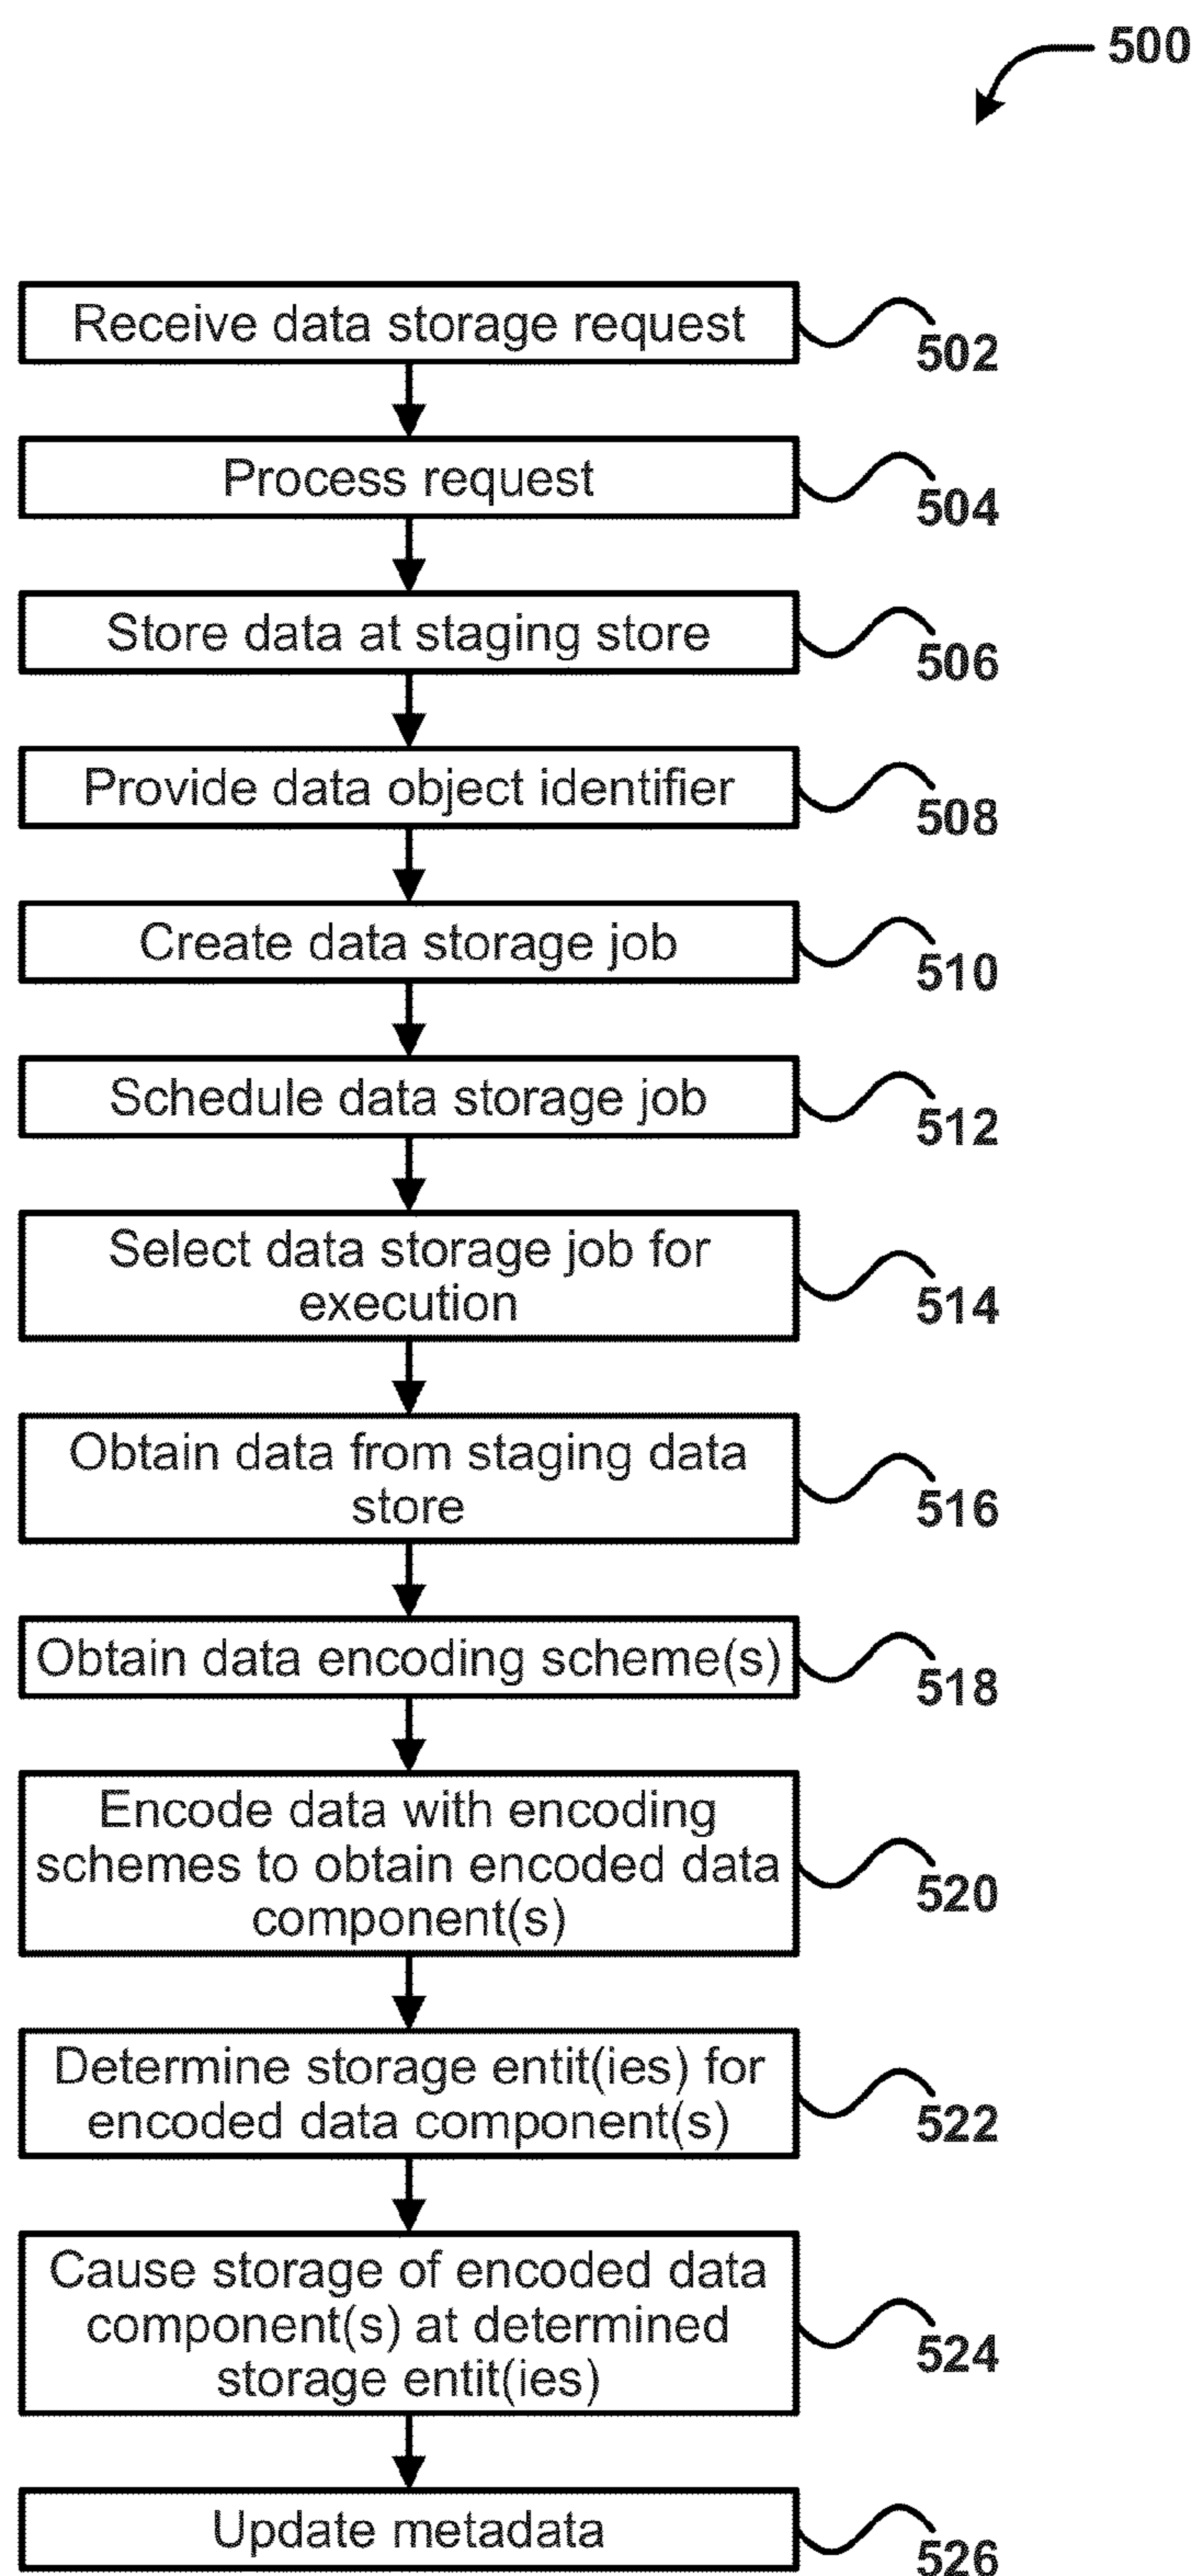 500
Receive data storage request
502
Process request
504
Store data at staging store
506
Provide data object identifier
508
Create data storage job
510
Schedule data storage job
512
Select data storage job for
execution
514
Obtain data from staging data
store
516
Obtain data encoding scheme(s)
518
Encode data with encoding
schemes to obtain encoded data
component(s)
520
Determine storage entit(ies) for
encoded data component(s)
522
Cause storage of encoded data
component(s) at determined
storage entit(ies)
524
Update metadata
526